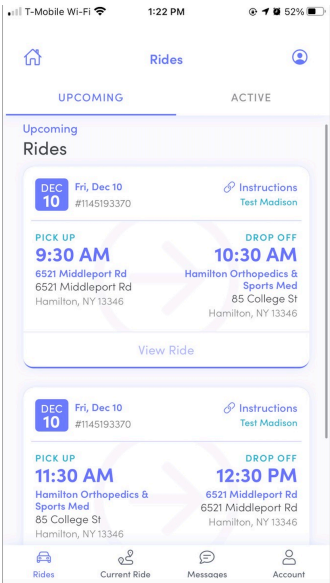 T-Mobile Wi-Fi 1:22 PM 52%
Rides
UPCOMING ACTIVE
Upcoming
Rides
DEC Fri, Dec 10 Instructions
10 #1145193370 Test Madison
PICK UP DROP OFF
9:30 AM 10:30 AM
6521 Middleport Rd Hamilton Orthopedics &
6521 Middleport Rd Sports Med
Hamilton, NY 13346 85 College St
Hamilton, NY 13346
View Ride
DEC Fri, Dec 10 Instructions
10 #1145193370 Test Madison
PICK UP DROP OFF
11:30 AM 12:30 PM
Hamilton Orthopedics & 6521 Middleport Rd
Sports Med 6521 Middleport Rd
85 College St Hamilton, NY 13346
Hamilton, NY 13346
Rides Current Ride Messages Account